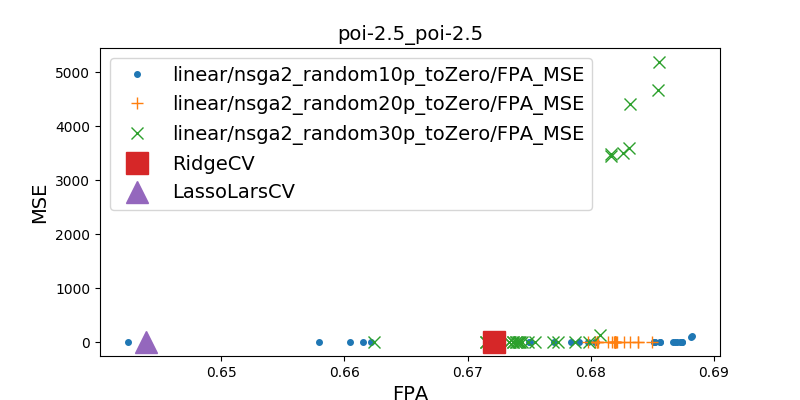 poi-2.5_poi-2.5
linear/nsga2_random10p_toZero/FPA_MSE
linear/nsga2_random20p_toZero/FPA_MSE
linear/nsga2_random30p_toZero/FPA_MSE
RidgeCV
LassoLarsCV
MSE
5000
4000
3000
2000
1000
0
0.65 0.66 0.67 0.68 0.69
FPA